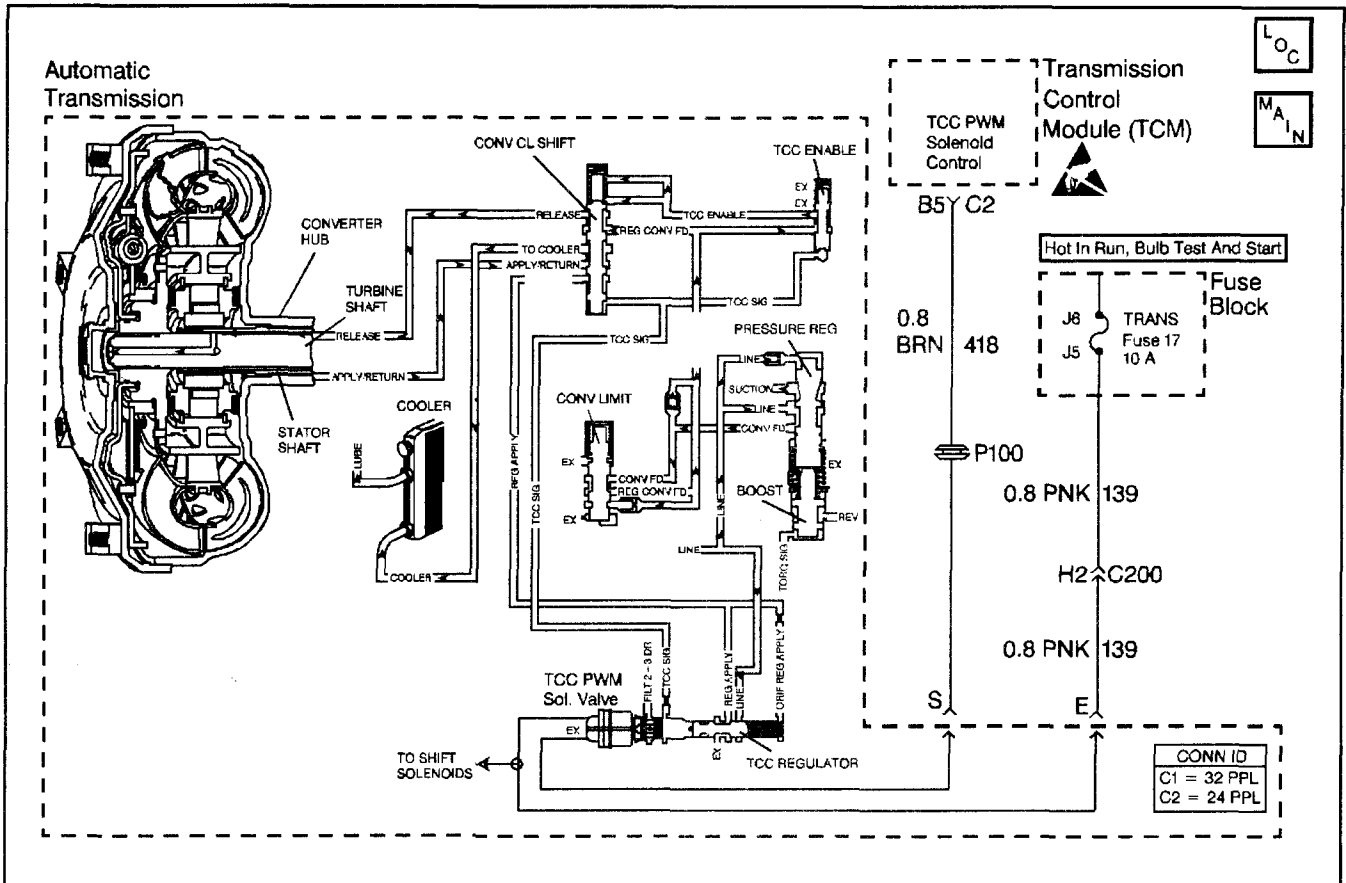 Automatic
Transmission
CONVERTER
HUB
TURBINE
SHAFT
RELEASE
APPLY/RETURN
STATOR
SHAFT
CONV CL SHIFT
RELEASE
TO COOLER
APPLY/RETURN
TCC ENABLE
EX
EX
TCC ENABLE
REG CONV FD
TCC SIG
TCC SIG
PRESSURE REG
LINE
SUCTION
LINE
CONV FD
EX
BOOST
REV
TORQ SIG
CONV LIMIT
EX
CONV FD
REG CONV FD
EX
LINE
LINE
COOLER
LUBE
COOLER
REG APPLY
TCC SIG
TCC PWM
Sol. Valve
EX
FILT 2 - 3 DR
TCC SIG
REG APPLY
LINE
ORIF REG APPLY
EX
TCC REGULATOR
TO SHIFT
SOLENOIDS
TCC PWM
Solenoid
Control
Transmission
Control
Module (TCM)
LOC
MAIN
B5 C2
Hot In Run, Bulb Test And Start
Fuse
Block
J6
J5
TRANS
Fuse 17
10 A
0.8
BRN 418
P100
0.8 PNK 139
H2 C200
0.8 PNK 139
S
E
CONN ID
C1 = 32 PPL
C2 = 24 PPL